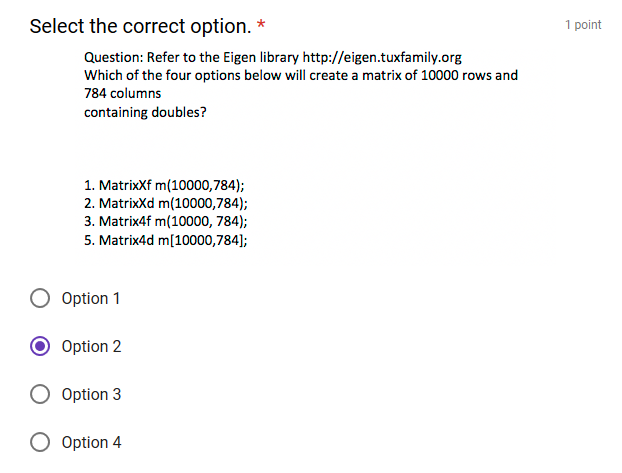 Select the correct option. *
1 point
Question: Refer to the Eigen library http://eigen.tuxfamily.org
Which of the four options below will create a matrix of 10000 rows and
784 columns
containing doubles?
1. MatrixXf m(10000,784);
2. MatrixXd m(10000,784);
3. Matrix4f m(10000, 784);
5. Matrix4d m[10000,784];
Option 1
Option 2
Option 3
Option 4